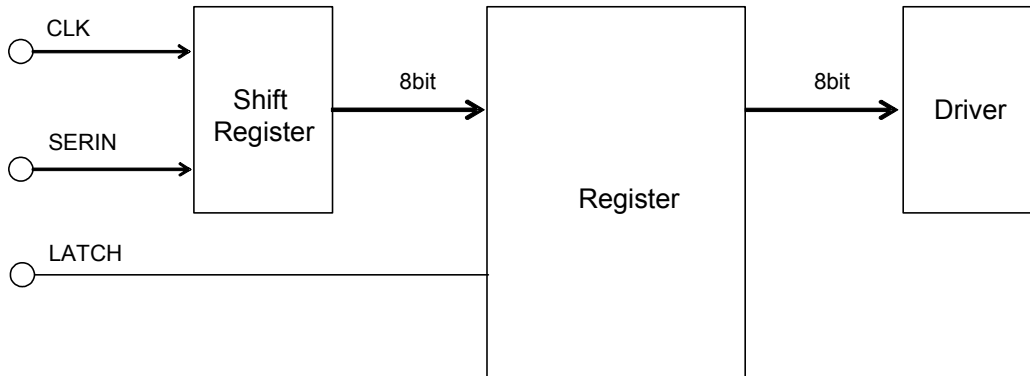 CLK
SERIN
LATCH
Shift
Register
8bit
Register
8bit
Driver